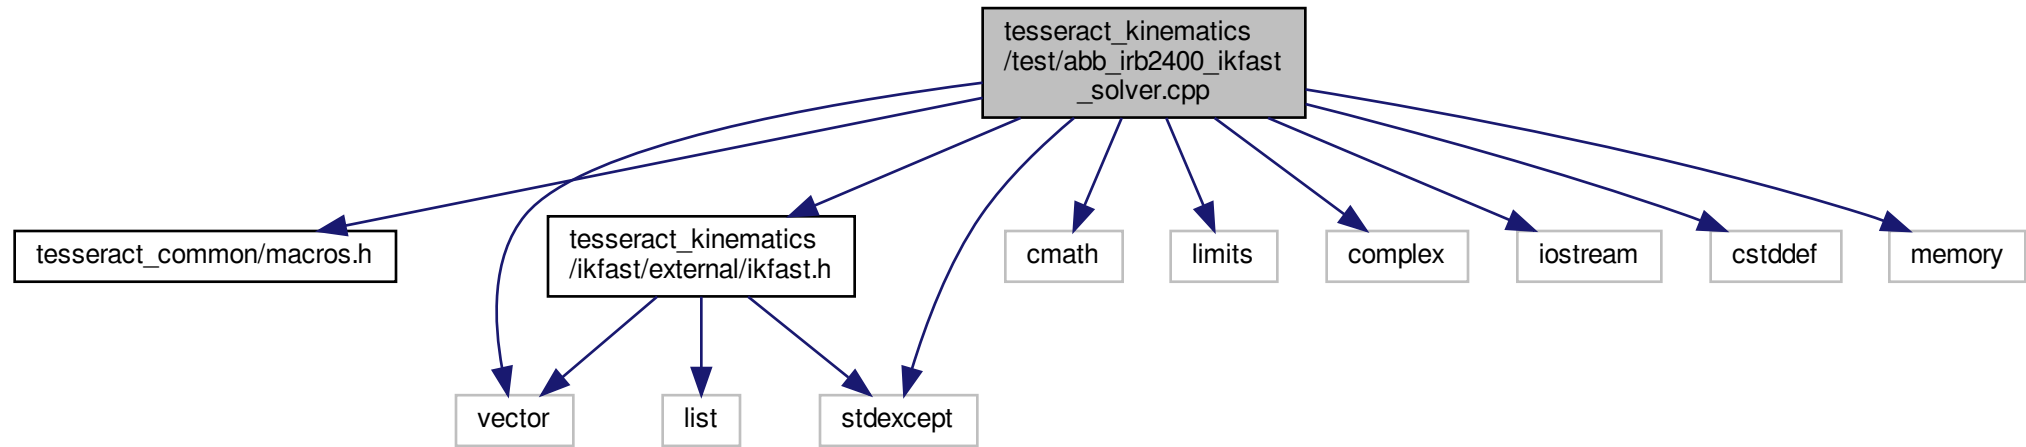 tesseract_kinematics
/test/abb_irb2400_ikfast
_solver.cpp
tesseract_common/macros.h
tesseract_kinematics
/ikfast/external/ikfast.h
cmath
limits
complex
iostream
cstddef
memory
vector
list
stdexcept